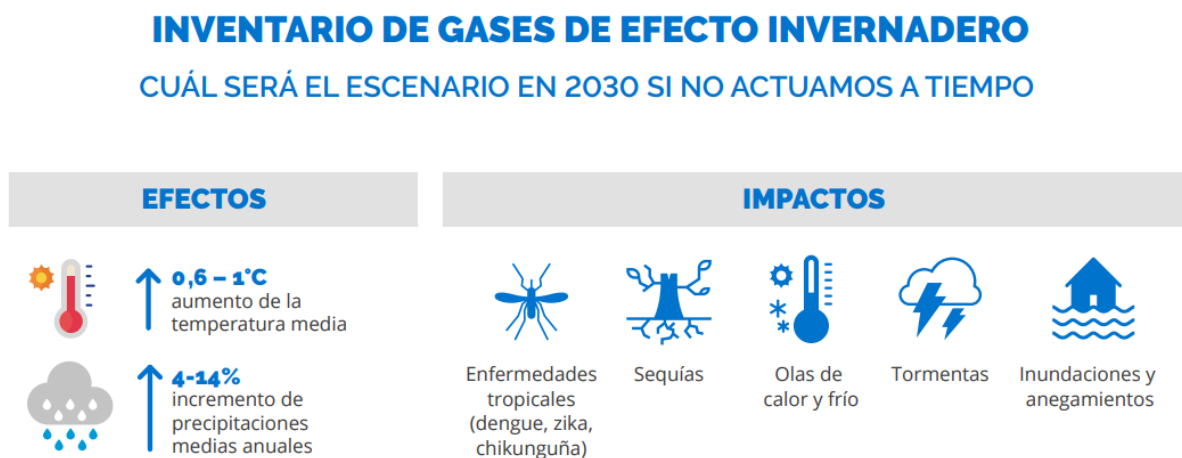 INVENTARIO DE GASES DE EFECTO INVERNADERO
CUÁL SERÁ EL ESCENARIO EN 2030 SI NO ACTUAMOS A TIEMPO
EFECTOS
0,6 – 1°C
aumento de la
temperatura media
4-14%
incremento de
precipitaciones
medias anuales
IMPACTOS
Enfermedades
tropicales
(dengue, zika,
chikunguña)
Sequías
Olas de
calor y frío
Tormentas
Inundaciones y
anegamientos